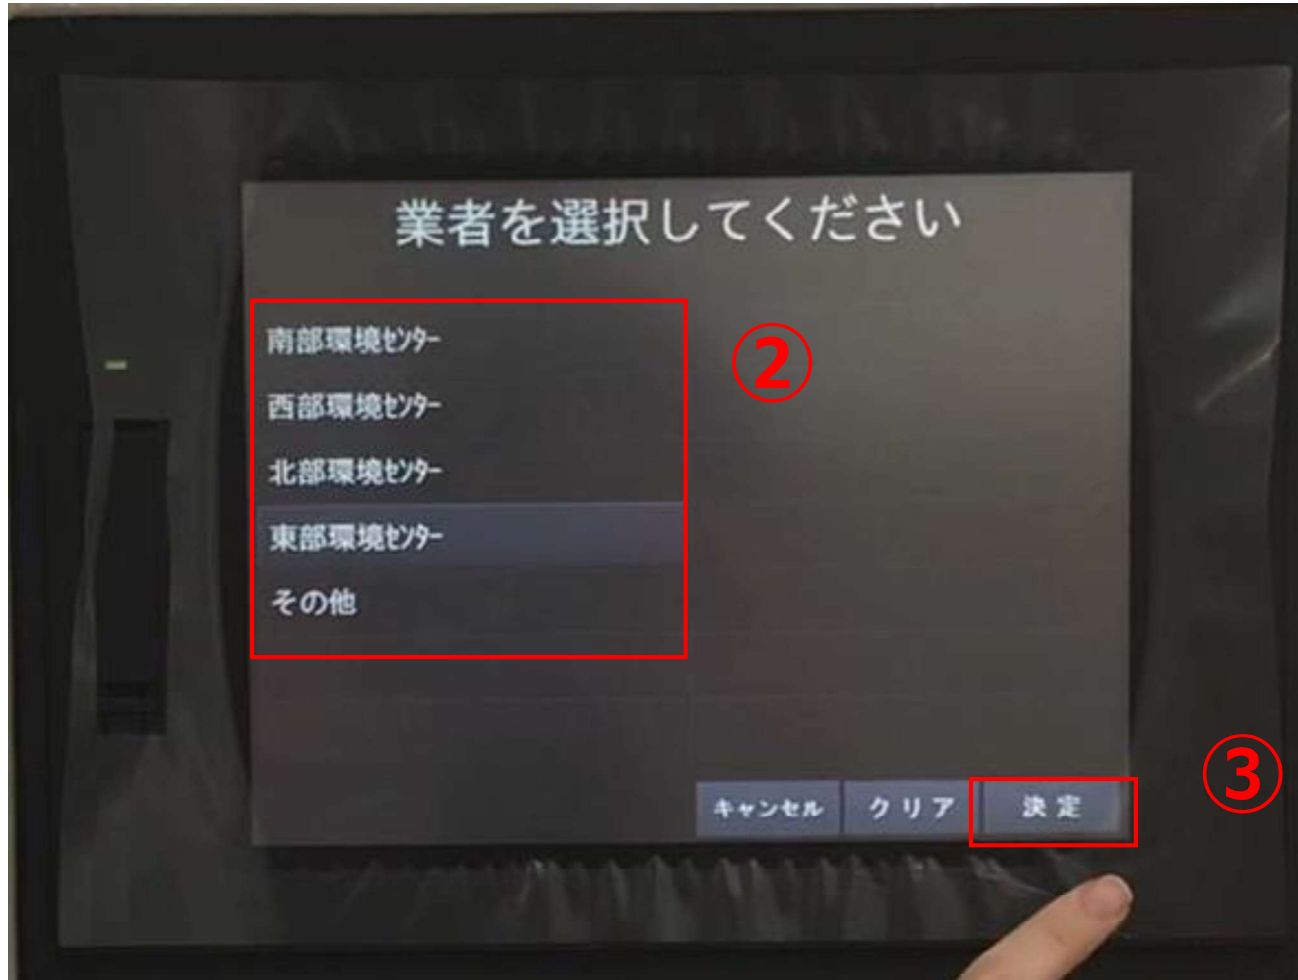 業者を選択してください
南部環境ｾﾝﾀｰ
②
西部環境ｾﾝﾀｰ
北部環境ｾﾝﾀｰ
東部環境ｾﾝﾀｰ
その他
③
キャンセル クリア 決定